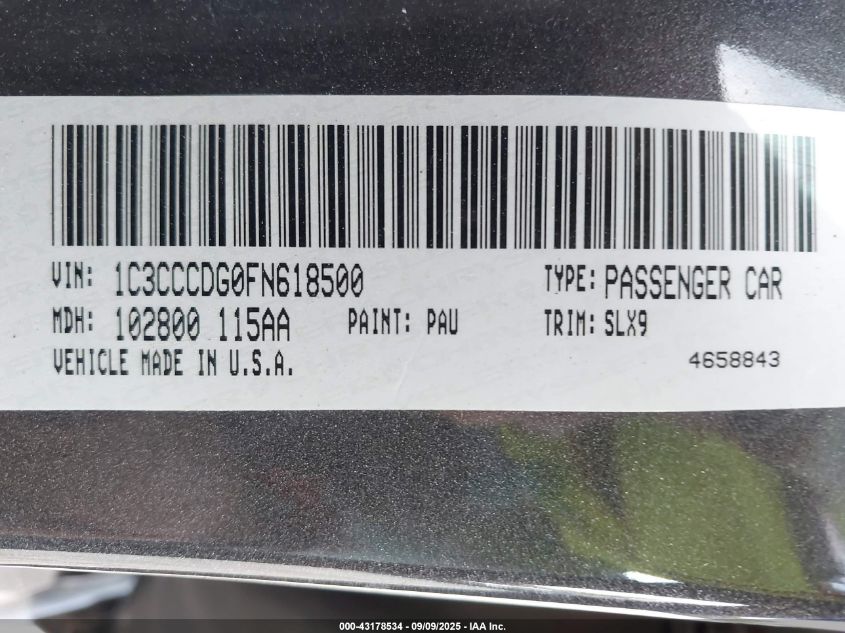 VIN: 1C3CCCDG0FN618500 TYPE: PASSENGER CAR
MDH: 102800 115AA PAINT: PAU TRIM: SLX9
VEHICLE MADE IN U.S.A. 4658843
000-43178534 - 09/09/2025 - IAA Inc.